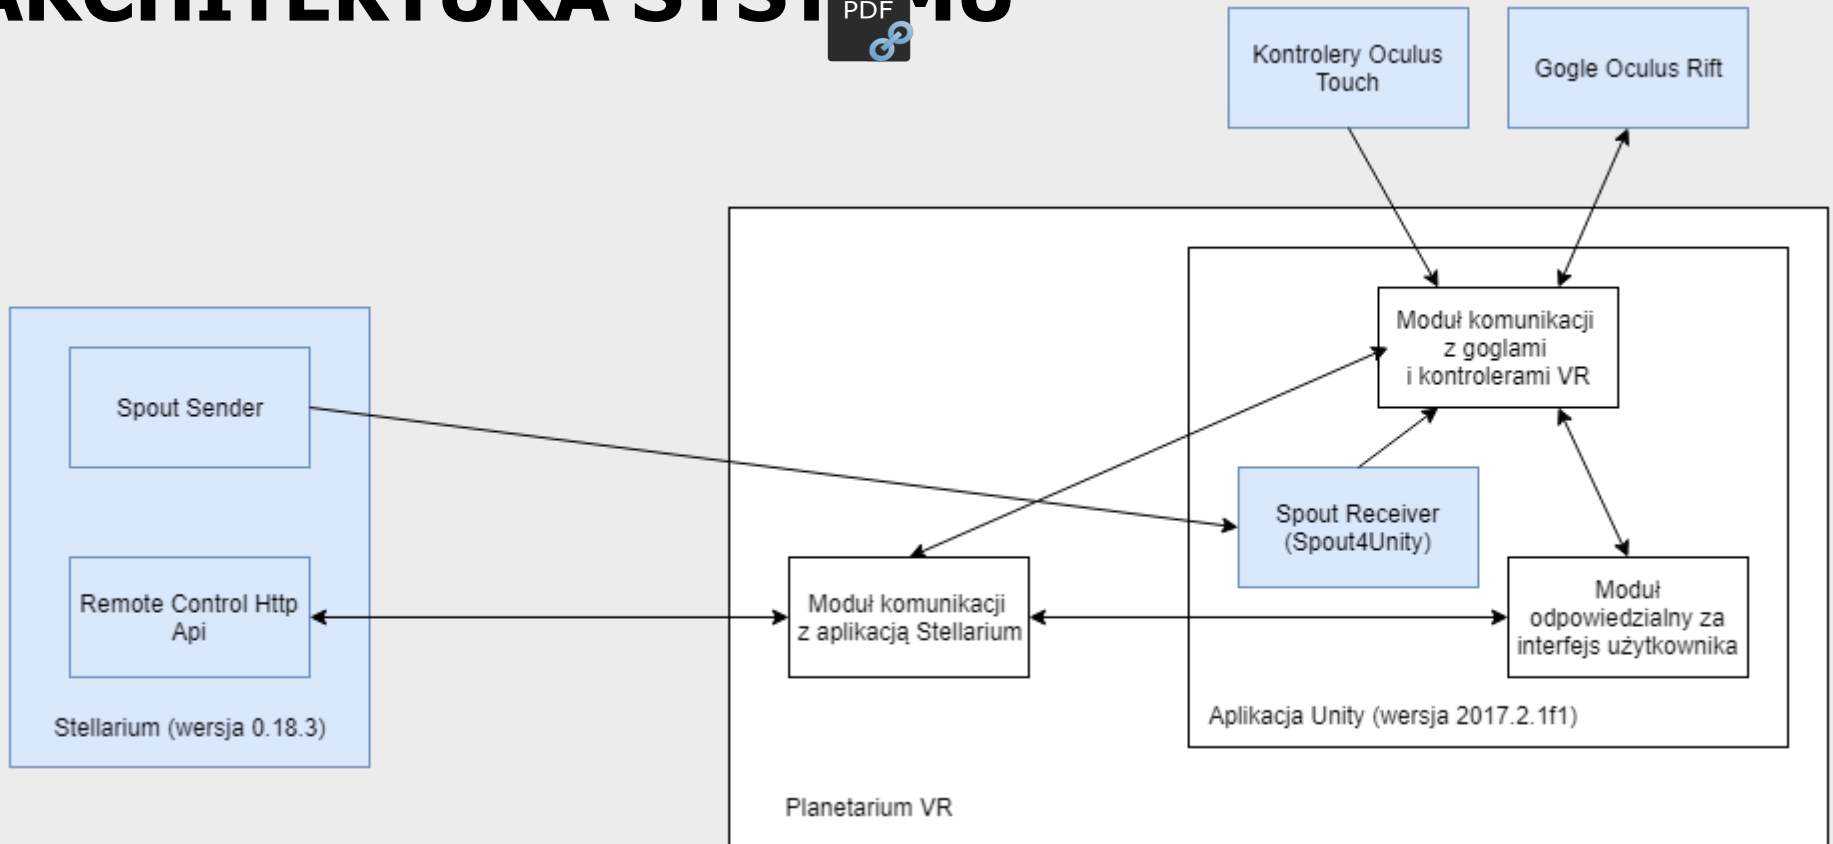 ARCHITEKTURA
PDF
Kontrolery Oculus
Touch
Gogle Oculus Rift
Moduł komunikacji
z goglami
i kontrolerami VR
Spout Sender
Spout Receiver
(Spout4Unity)
Remote Control Http
Api
Moduł komunikacji
z aplikacją Stellarium
Moduł
odpowiedzialny za
interfejs użytkownika
Stellarium (wersja 0.18.3)
Aplikacja Unity (wersja 2017.2.1f1)
Planetarium VR